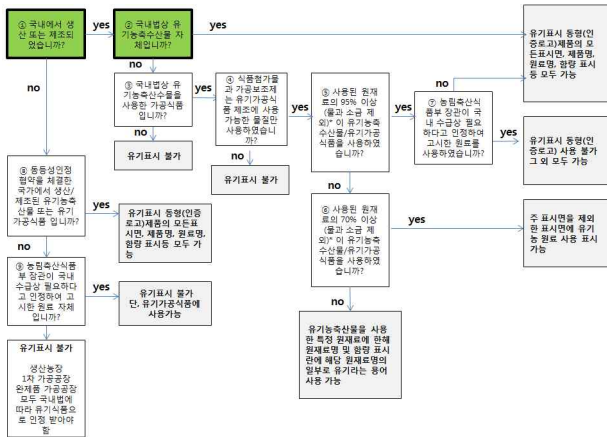 ① 국내에서 생
산 또는 제조되
었습니까?
yes
② 국내법상 유
기농축수산물 자
체입니까?
yes
유기표시 동형(인
증로고)제품의 모
든표시면, 제품명,
원료명, 함량 표시
등 모두 가능
no
no
no
③ 국내법상 유
기농축산수물을
사용한 가공식품
입니까?
yes
④ 식품첨가물
과 가공보조제
는 유기가공식
품 제조에 사용
가능한 물질만
사용하였습니
까?
yes
⑤ 사용된 원재
료의 95% 이상
(물과 소금 제
외)* 이 유기농축
수산물/유기가공
식품을 사용하였
습니까?
yes
⑦ 농림축산식품
부 장관이 국내
수급상 필요하
다고 인정하여
고시한 원료를
사용하였습니까?
yes
유기표시 동형(인
증로고) 사용 불가
그 외 모두 가능
no
유기표시 불가
no
유기표시 불가
no
⑧ 동등성인정
협약을 체결한
국가에서 생산/
제조된 유기농축
산물 또는 유기
가공식품 입니까?
yes
유기표시 동형(인증
로고)제품의 모든표
시면, 제품명, 원료명,
함량 표시등 모두 가
능
⑥ 사용된 원재
료의 70% 이상
(물과 소금 제
외)* 이 유기농축
수산물/유기가공
식품을 사용하였
습니까?
yes
주 표시면을 제외
한 표시면에 유기
농 원료 사용 표시
가능
no
⑨ 농림축산식품
부 장관이 국내
수급상 필요하다
고 인정하여 고
시한 원료 자체
입니까?
yes
유기표시 불가
단, 유기가공식품에
사용가능
no
유기농축산물을 사용
한 특정 원재료에 한해
원재료명 및 함량 표시
란에 해당 원재료명의
일부로 유기라는 용어
사용 가능
no
유기표시 불가
생산농장
1차 가공공장
완제품 가공공장
모두 국내법에
따라 유기식품으
로 인정 받아야
함